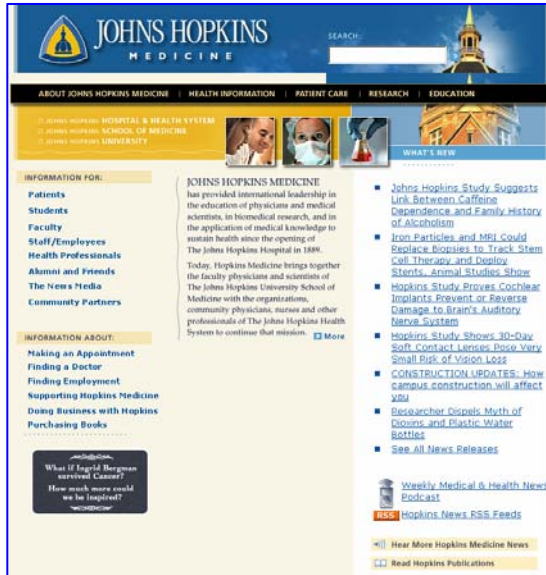 JOHNS HOPKINS
MEDICINE
SEARCH:
ABOUT JOHNS HOPKINS MEDICINE | HEALTH INFORMATION | PATIENT CARE | RESEARCH | EDUCATION
JOHNS HOPKINS HOSPITAL & HEALTH SYSTEM
JOHNS HOPKINS SCHOOL OF MEDICINE
JOHNS HOPKINS UNIVERSITY
WHAT'S NEW
INFORMATION FOR:
Patients
Students
Faculty
Staff/Employees
Health Professionals
Alumni and Friends
The News Media
Community Partners
INFORMATION ABOUT:
Making an Appointment
Finding a Doctor
Finding Employment
Supporting Hopkins Medicine
Doing Business with Hopkins
Purchasing Books
What if Ingrid Bergman
survived Cancer?
How much more could
we be inspired?
JOHNS HOPKINS MEDICINE
has provided international leadership in
the education of physicians and medical
scientists, in biomedical research, and in
the application of medical knowledge to
sustain health since the opening of
The Johns Hopkins Hospital in 1889.
Today, Hopkins Medicine brings together
the faculty physicians and scientists of
The Johns Hopkins University School of
Medicine with the organizations,
community physicians, nurses and other
professionals of The Johns Hopkins Health
System to continue that mission. More
Johns Hopkins Study Suggests
Link Between Caffeine
Dependence and Family History
of Alcoholism
Iron Particles and MRI Could
Replace Biopsies to Track Stem
Cell Therapy and Deploy
Stents, Animal Studies Show
Hopkins Study Proves Cochlear
Implants Prevent or Reverse
Damage to Brain's Auditory
Nerve System
Hopkins Study Shows 30-Day
Soft Contact Lenses Pose Very
Small Risk of Vision Loss
CONSTRUCTION UPDATES: How
campus construction will affect
you
Researcher Dispels Myth of
Dioxins and Plastic Water
Bottles
See All News Releases
Weekly Medical & Health News
Podcast
RSS Hopkins News RSS Feeds
Hear More Hopkins Medicine News
Read Hopkins Publications